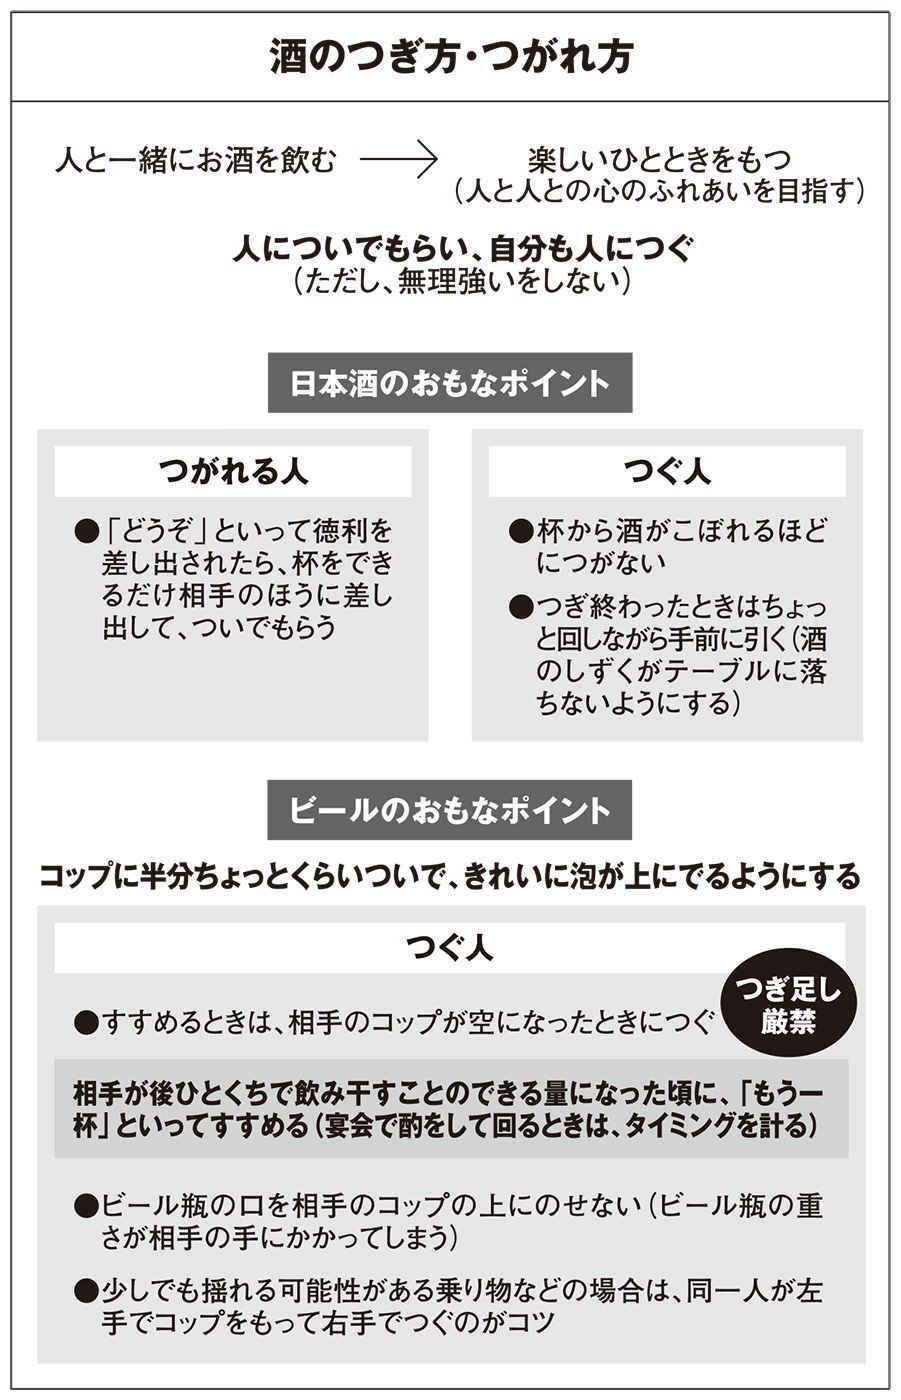 酒のつぎ方・つがれ方
人と一緒にお酒を飲む → 楽しいひとときをもつ
（人と人との心のふれあいを目指す）
人についでもらい、自分も人につぐ
（ただし、無理強いをしない）
日本酒のおもなポイント
つがれる人
●「どうぞ」といって徳利を
差し出されたら、杯をでき
るだけ相手のほうに差し
出して、ついでもらう
つぐ人
●杯から酒がこぼれるほど
につがない
●つぎ終わったときはちょっ
と回しながら手前に引く（酒
のしずくがテーブルに落
ちないようにする）
ビールのおもなポイント
コップに半分ちょっとくらいついで、きれいに泡が上にでるようにする
つぐ人
●すすめるときは、相手のコップが空になったときにつぐ
つぎ足し
厳禁
相手が後ひとくちで飲み干すことのできる量になった頃に、「もう一
杯」といってすすめる（宴会で酌をして回るときは、タイミングを計る）
●ビール瓶の口を相手のコップの上にのせない（ビール瓶の重
さが相手の手にかかってしまう）
●少しでも揺れる可能性がある乗り物などの場合は、同一人が左
手でコップをもって右手でつぐのがコツ